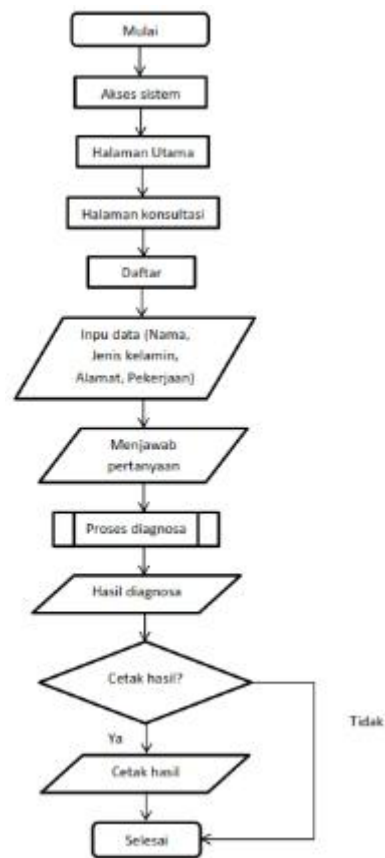 Mulai
Akses sistem
Halaman Utama
Halaman konsultasi
Daftar
Inpu data (Nama,
Jenis kelamin,
Alamat, Pekerjaan)
Menjawab
pertanyaan
Proses diagnosa
Hasil diagnosa
Cetak hasil?
Tidak
Ya
Cetak hasil
Selesai